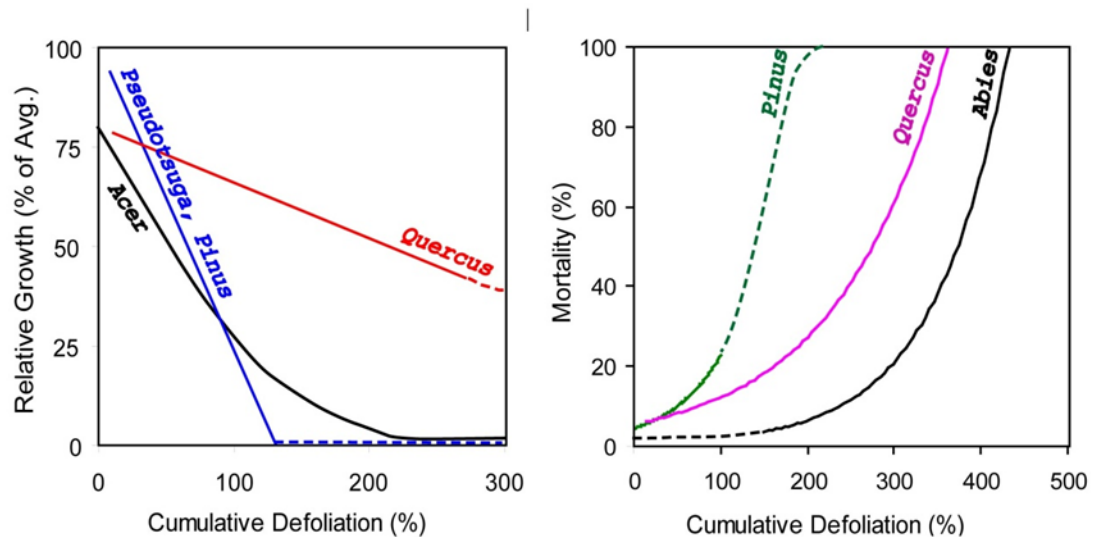 100
75
50
25
0
0
100
200
300
Relative Growth (% of Avg.)
Cumulative Defoliation (%)
Pseudotsuga, Pinus
Acer
Quercus
100
80
60
40
20
0
0
100
200
300
400
500
Mortality (%)
Cumulative Defoliation (%)
Pinus
Quercus
Abies